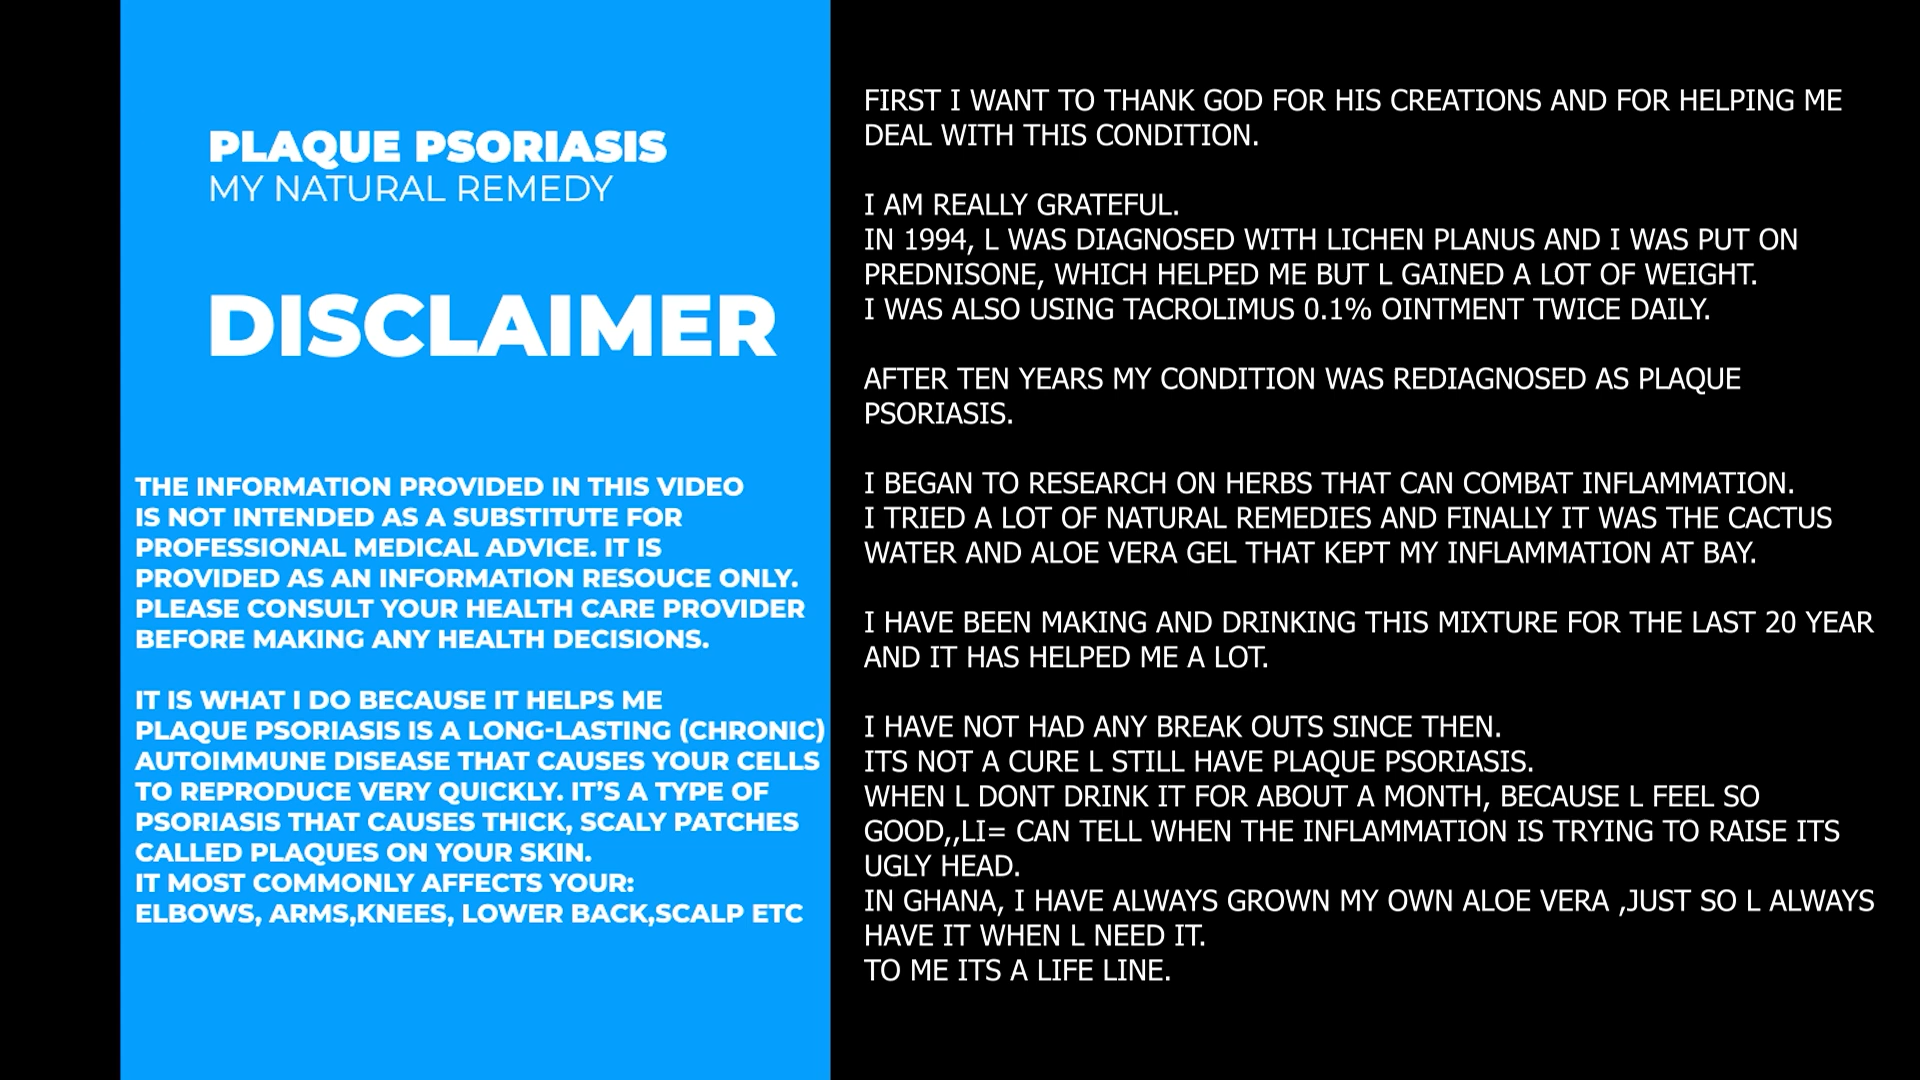 PLAQUE PSORIASIS
MY NATURAL REMEDY
DISCLAIMER
THE INFORMATION PROVIDED IN THIS VIDEO
IS NOT INTENDED AS A SUBSTITUTE FOR
PROFESSIONAL MEDICAL ADVICE. IT IS
PROVIDED AS AN INFORMATION RESOUCE ONLY.
PLEASE CONSULT YOUR HEALTH CARE PROVIDER
BEFORE MAKING ANY HEALTH DECISIONS.
IT IS WHAT I DO BECAUSE IT HELPS ME
PLAQUE PSORIASIS IS A LONG-LASTING (CHRONIC)
AUTOIMMUNE DISEASE THAT CAUSES YOUR CELLS
TO REPRODUCE VERY QUICKLY. IT’S A TYPE OF
PSORIASIS THAT CAUSES THICK, SCALY PATCHES
CALLED PLAQUES ON YOUR SKIN.
IT MOST COMMONLY AFFECTS YOUR:
ELBOWS, ARMS,KNEES, LOWER BACK,SCALP ETC
FIRST I WANT TO THANK GOD FOR HIS CREATIONS AND FOR HELPING ME
DEAL WITH THIS CONDITION.
I AM REALLY GRATEFUL.
IN 1994, L WAS DIAGNOSED WITH LICHEN PLANUS AND I WAS PUT ON
PREDNISONE, WHICH HELPED ME BUT L GAINED A LOT OF WEIGHT.
I WAS ALSO USING TACROLIMUS 0.1% OINTMENT TWICE DAILY.
AFTER TEN YEARS MY CONDITION WAS REDIAGNOSED AS PLAQUE
PSORIASIS.
I BEGAN TO RESEARCH ON HERBS THAT CAN COMBAT INFLAMMATION.
I TRIED A LOT OF NATURAL REMEDIES AND FINALLY IT WAS THE CACTUS
WATER AND ALOE VERA GEL THAT KEPT MY INFLAMMATION AT BAY.
I HAVE BEEN MAKING AND DRINKING THIS MIXTURE FOR THE LAST 20 YEAR
AND IT HAS HELPED ME A LOT.
I HAVE NOT HAD ANY BREAK OUTS SINCE THEN.
ITS NOT A CURE L STILL HAVE PLAQUE PSORIASIS.
WHEN L DONT DRINK IT FOR ABOUT A MONTH, BECAUSE L FEEL SO
GOOD,,LI= CAN TELL WHEN THE INFLAMMATION IS TRYING TO RAISE ITS
UGLY HEAD.
IN GHANA, I HAVE ALWAYS GROWN MY OWN ALOE VERA ,JUST SO L ALWAYS
HAVE IT WHEN L NEED IT.
TO ME ITS A LIFE LINE.